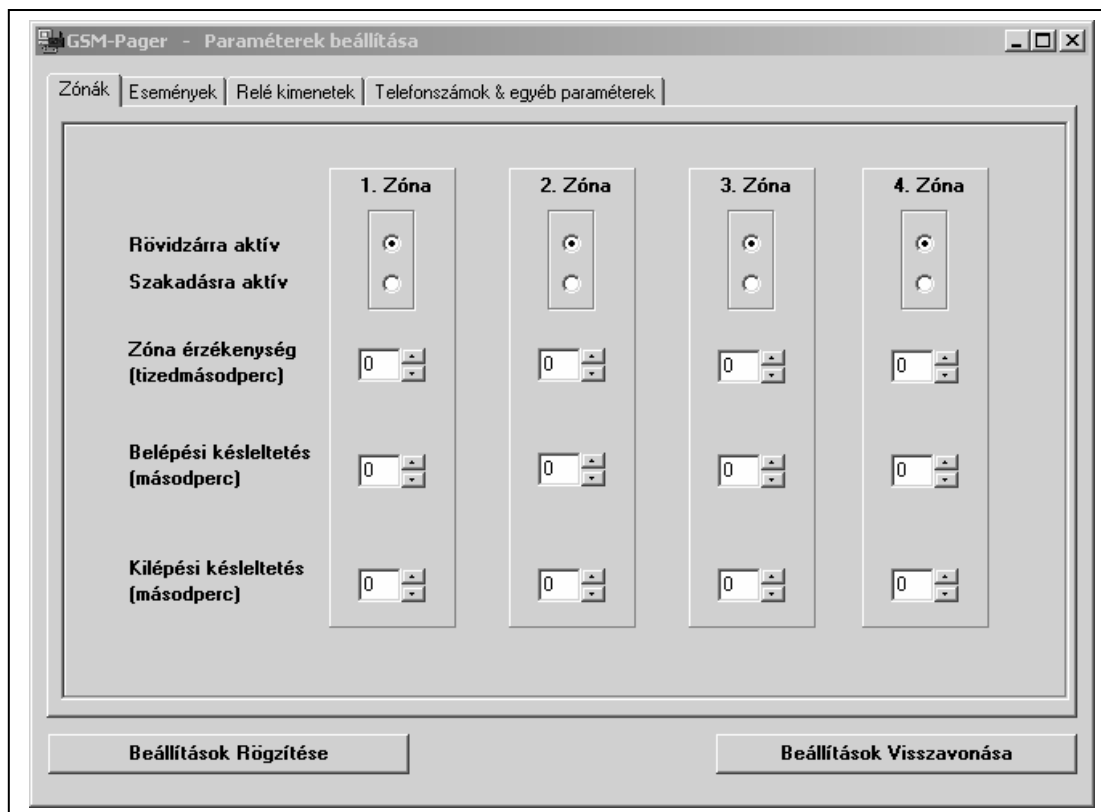 GSM-Pager - Paraméterek beállítása
Zónák Események Relé kimenetek Telefonszámok & egyéb paraméterek
1. Zóna 2. Zóna 3. Zóna 4. Zóna
Rövidzárra aktív
Szakadásra aktív
Zóna érzékenység
(tizedmásodperc)
0 0 0 0
Belépési késleltetés
(másodperc)
0 0 0 0
Kilépési késleltetés
(másodperc)
0 0 0 0
Beállítások Rögzítése Beállítások Visszavonása